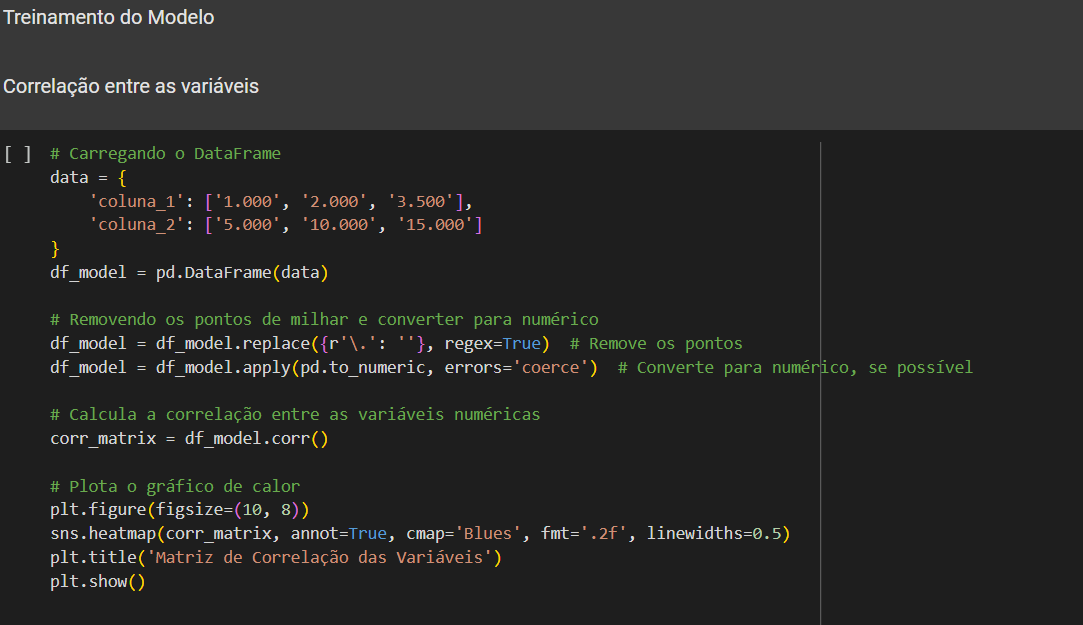 Treinamento do Modelo
Correlação entre as variáveis
[ ] # Carregando o DataFrame
data = {
    'coluna_1': ['1.000', '2.000', '3.500'],
    'coluna_2': ['5.000', '10.000', '15.000']
}
df_model = pd.DataFrame(data)
# Removendo os pontos de milhar e converter para numérico
df_model = df_model.replace({r'\.': ''}, regex=True)  # Remove os pontos
df_model = df_model.apply(pd.to_numeric, errors='coerce')  # Converte para numérico, se possível
# Calcula a correlação entre as variáveis numéricas
corr_matrix = df_model.corr()
# Plota o gráfico de calor
plt.figure(figsize=(10, 8))
sns.heatmap(corr_matrix, annot=True, cmap='Blues', fmt='.2f', linewidths=0.5)
plt.title('Matriz de Correlação das Variáveis')
plt.show()